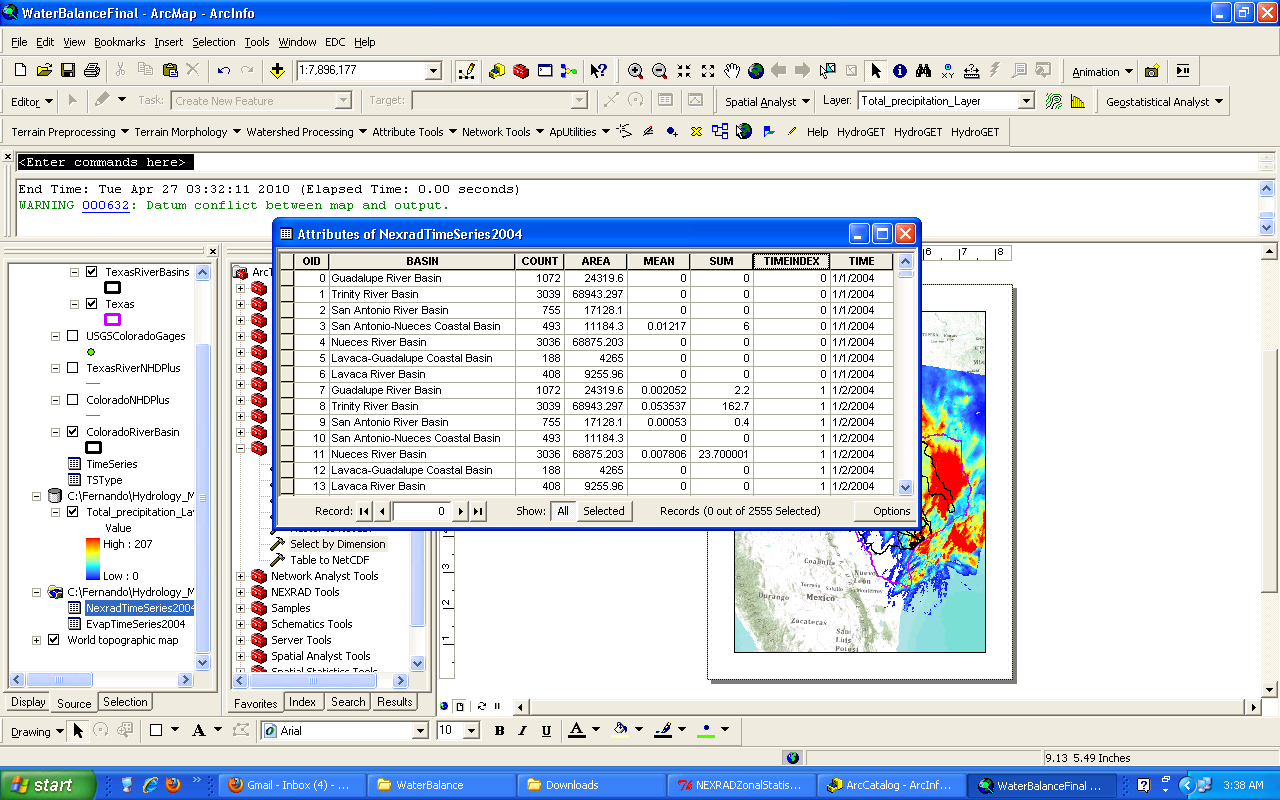 WaterBalanceFinal - ArcMap - ArcInfo
File Edit View Bookmarks Insert Selection Tools Window EDC Help
1:7,896,177 Animation
Editor Task: Create New Feature Target: Spatial Analyst Layer: Total_precipitation_Layer Geostatistical Analyst
Terrain Preprocessing Terrain Morphology Watershed Processing Attribute Tools Network Tools ApUtilities Help HydroGET HydroGET HydroGET
<Enter commands here>
End Time: Tue Apr 27 03:32:11 2010 (Elapsed Time: 0.00 seconds)
WARNING 000632: Datum conflict between map and output.
Attributes of NexradTimeSeries2004
OID BASIN COUNT AREA MEAN SUM TIMEINDEX TIME
0 Guadalupe River Basin 1072 24319.6 0 0 0 1/1/2004
1 Trinity River Basin 3039 68943.297 0 0 0 1/1/2004
2 San Antonio River Basin 755 17128.1 0 0 0 1/1/2004
3 San Antonio-Nueces Coastal Basin 493 11184.3 0.01217 6 0 1/1/2004
4 Nueces River Basin 3036 68875.203 0 0 0 1/1/2004
5 Lavaca-Guadalupe Coastal Basin 188 4265 0 0 0 1/1/2004
6 Lavaca River Basin 408 9255.96 0 0 0 1/1/2004
7 Guadalupe River Basin 1072 24319.6 0.002052 2.2 1 1/2/2004
8 Trinity River Basin 3039 68943.297 0.053537 162.7 1 1/2/2004
9 San Antonio River Basin 755 17128.1 0.00053 0.4 1 1/2/2004
10 San Antonio-Nueces Coastal Basin 493 11184.3 0 0 1 1/2/2004
11 Nueces River Basin 3036 68875.203 0.007806 23.700001 1 1/2/2004
12 Lavaca-Guadalupe Coastal Basin 188 4265 0 0 1 1/2/2004
13 Lavaca River Basin 408 9255.96 0 0 1 1/2/2004
Record: 0 Show: All Selected Records (0 out of 2555 Selected) Options
TexasRiverBasins
Texas
USGSColoradoGages
TexasRiverNHDPlus
ColoradoNHDPlus
ColoradoRiverBasin
TimeSeries
TSType
C:\Fernando\Hydrology_M
Total_precipitation_La
Value
High : 207
Low : 0
C:\Fernando\Hydrology_M
NexradTimeSeries2004
EvapTimeSeries2004
World topographic map
Display Source Selection
ArcT
Select by Dimension
Table to NetCDF
Network Analyst Tools
NEXRAD Tools
Samples
Schematics Tools
Server Tools
Spatial Analyst Tools
Spatial Statistics Tools
Favorites Index Search Results
6 7 8
3
2
1
Coahuila
Nuevo
Leon
Monterrey
Durango
Mexico
Zacatecas
San
Luis
Potosi
Drawing Arial 10 B I U A
9.13 5.49 Inches
start Gmail - Inbox (4) - ... WaterBalance Downloads NEXRADZonalStatis... ArcCatalog - ArcInf... WaterBalanceFinal ... 3:38 AM